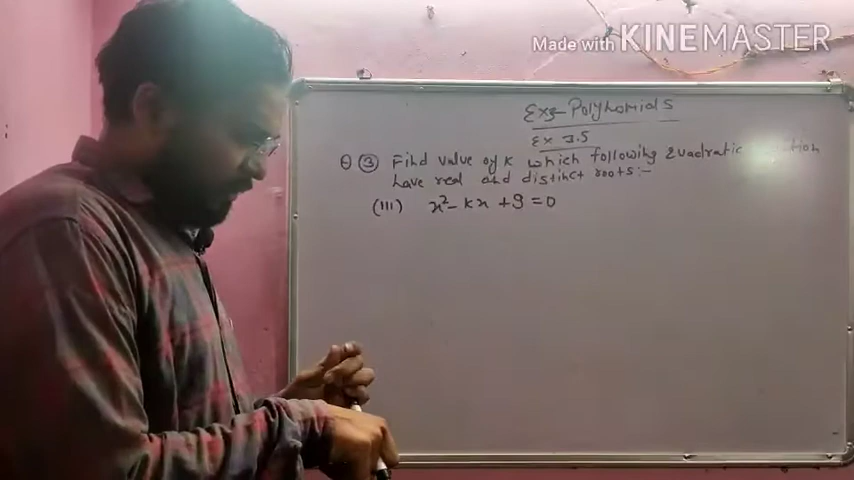 Made with KINEMASTER
Ex3- Polynomials
Ex 3.5
Q ③ Find value of K which following Quadratic
have real and distinct roots:-
(III) x² - kx + 9 = 0